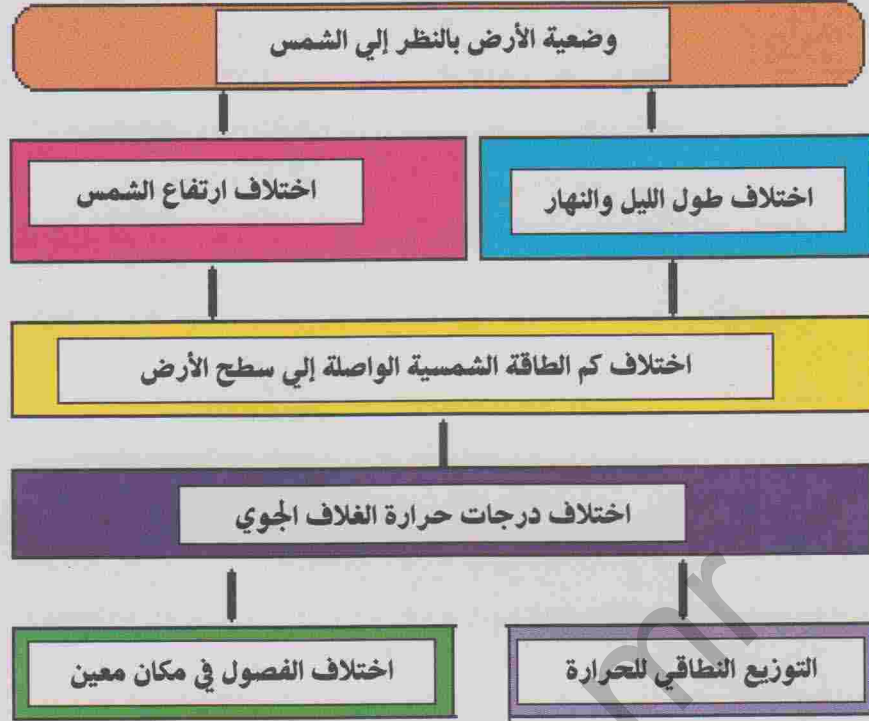 وضعية الأرض بالنظر إلي الشمس
اختلاف طول الليل والنهار
اختلاف ارتفاع الشمس
اختلاف كم الطاقة الشمسية الواصلة إلي سطح الأرض
اختلاف درجات حرارة الغلاف الجوي
التوزيع النطاقي للحرارة
اختلاف الفصول في مكان معين
mr